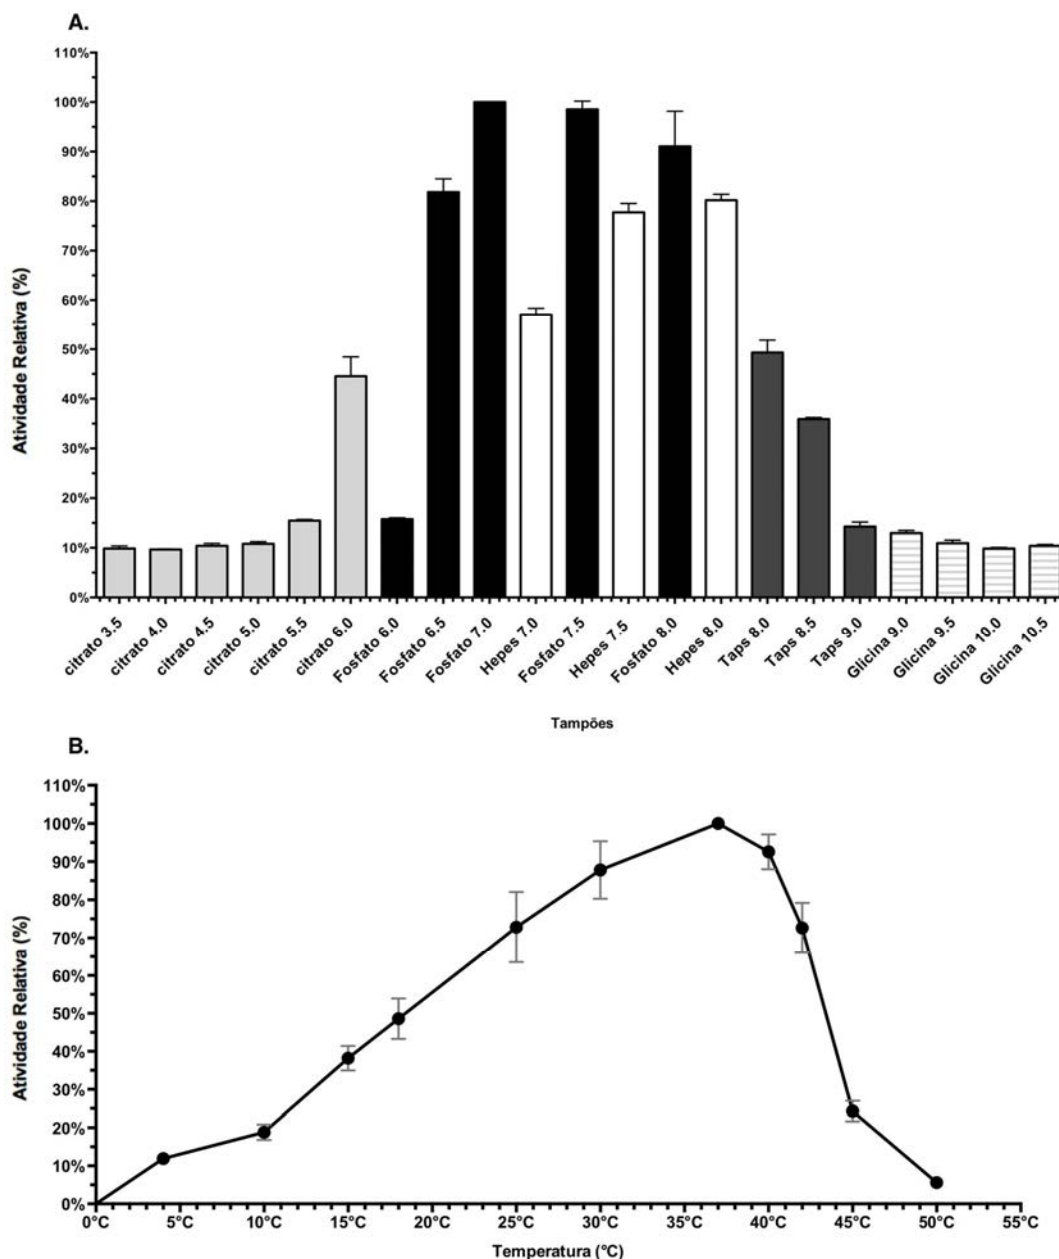 A.
Atividade Relativa (%)
110%
100%
90%
80%
70%
60%
50%
40%
30%
20%
10%
0%
citrato 3.5
citrato 4.0
citrato 4.5
citrato 5.0
citrato 5.5
citrato 6.0
Fosfato 6.0
Fosfato 6.5
Fosfato 7.0
Hepes 7.0
Fosfato 7.5
Hepes 7.5
Fosfato 8.0
Hepes 8.0
Taps 8.0
Taps 8.5
Taps 9.0
Glicina 9.0
Glicina 9.5
Glicina 10.0
Glicina 10.5
Tampões
B.
Atividade Relativa (%)
110%
100%
90%
80%
70%
60%
50%
40%
30%
20%
10%
0%
0°C 5°C 10°C 15°C 20°C 25°C 30°C 35°C 40°C 45°C 50°C 55°C
Temperatura (°C)